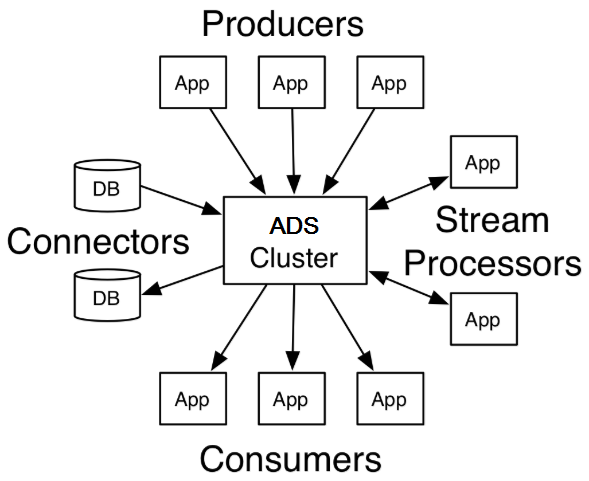 Producers
App
App
App
DB
App
ADS
Cluster
Connectors
Stream
Processors
DB
App
App
App
App
Consumers